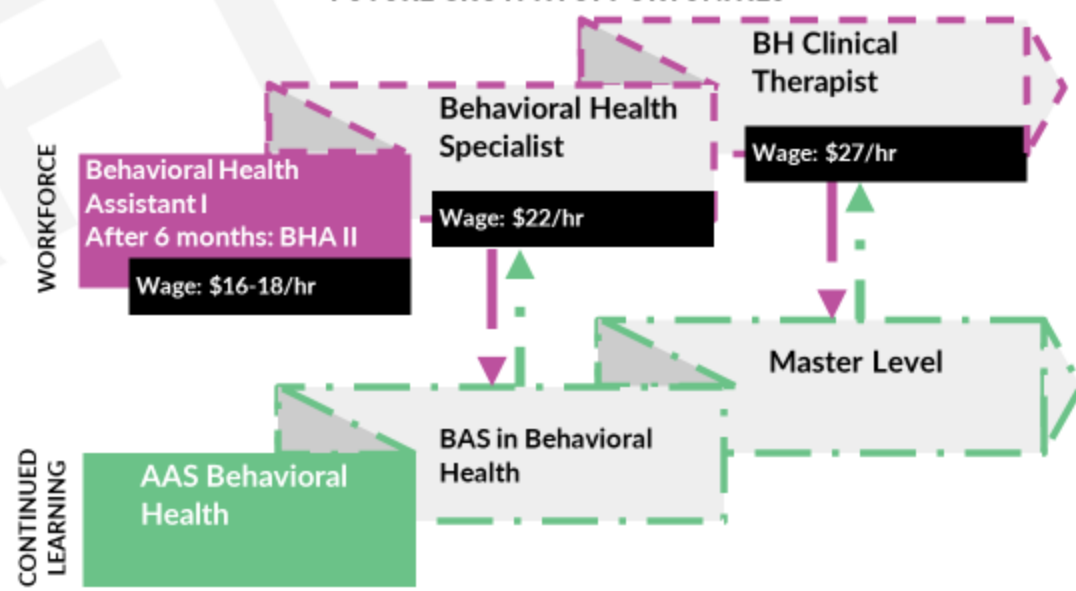 BH Clinical
Therapist
Wage: $27/hr
Behavioral Health
Specialist
Wage: $22/hr
WORKFORCE
Behavioral Health
Assistant I
After 6 months: BHA II
Wage: $16-18/hr
Master Level
BAS in Behavioral
Health
CONTINUED
LEARNING
AAS Behavioral
Health